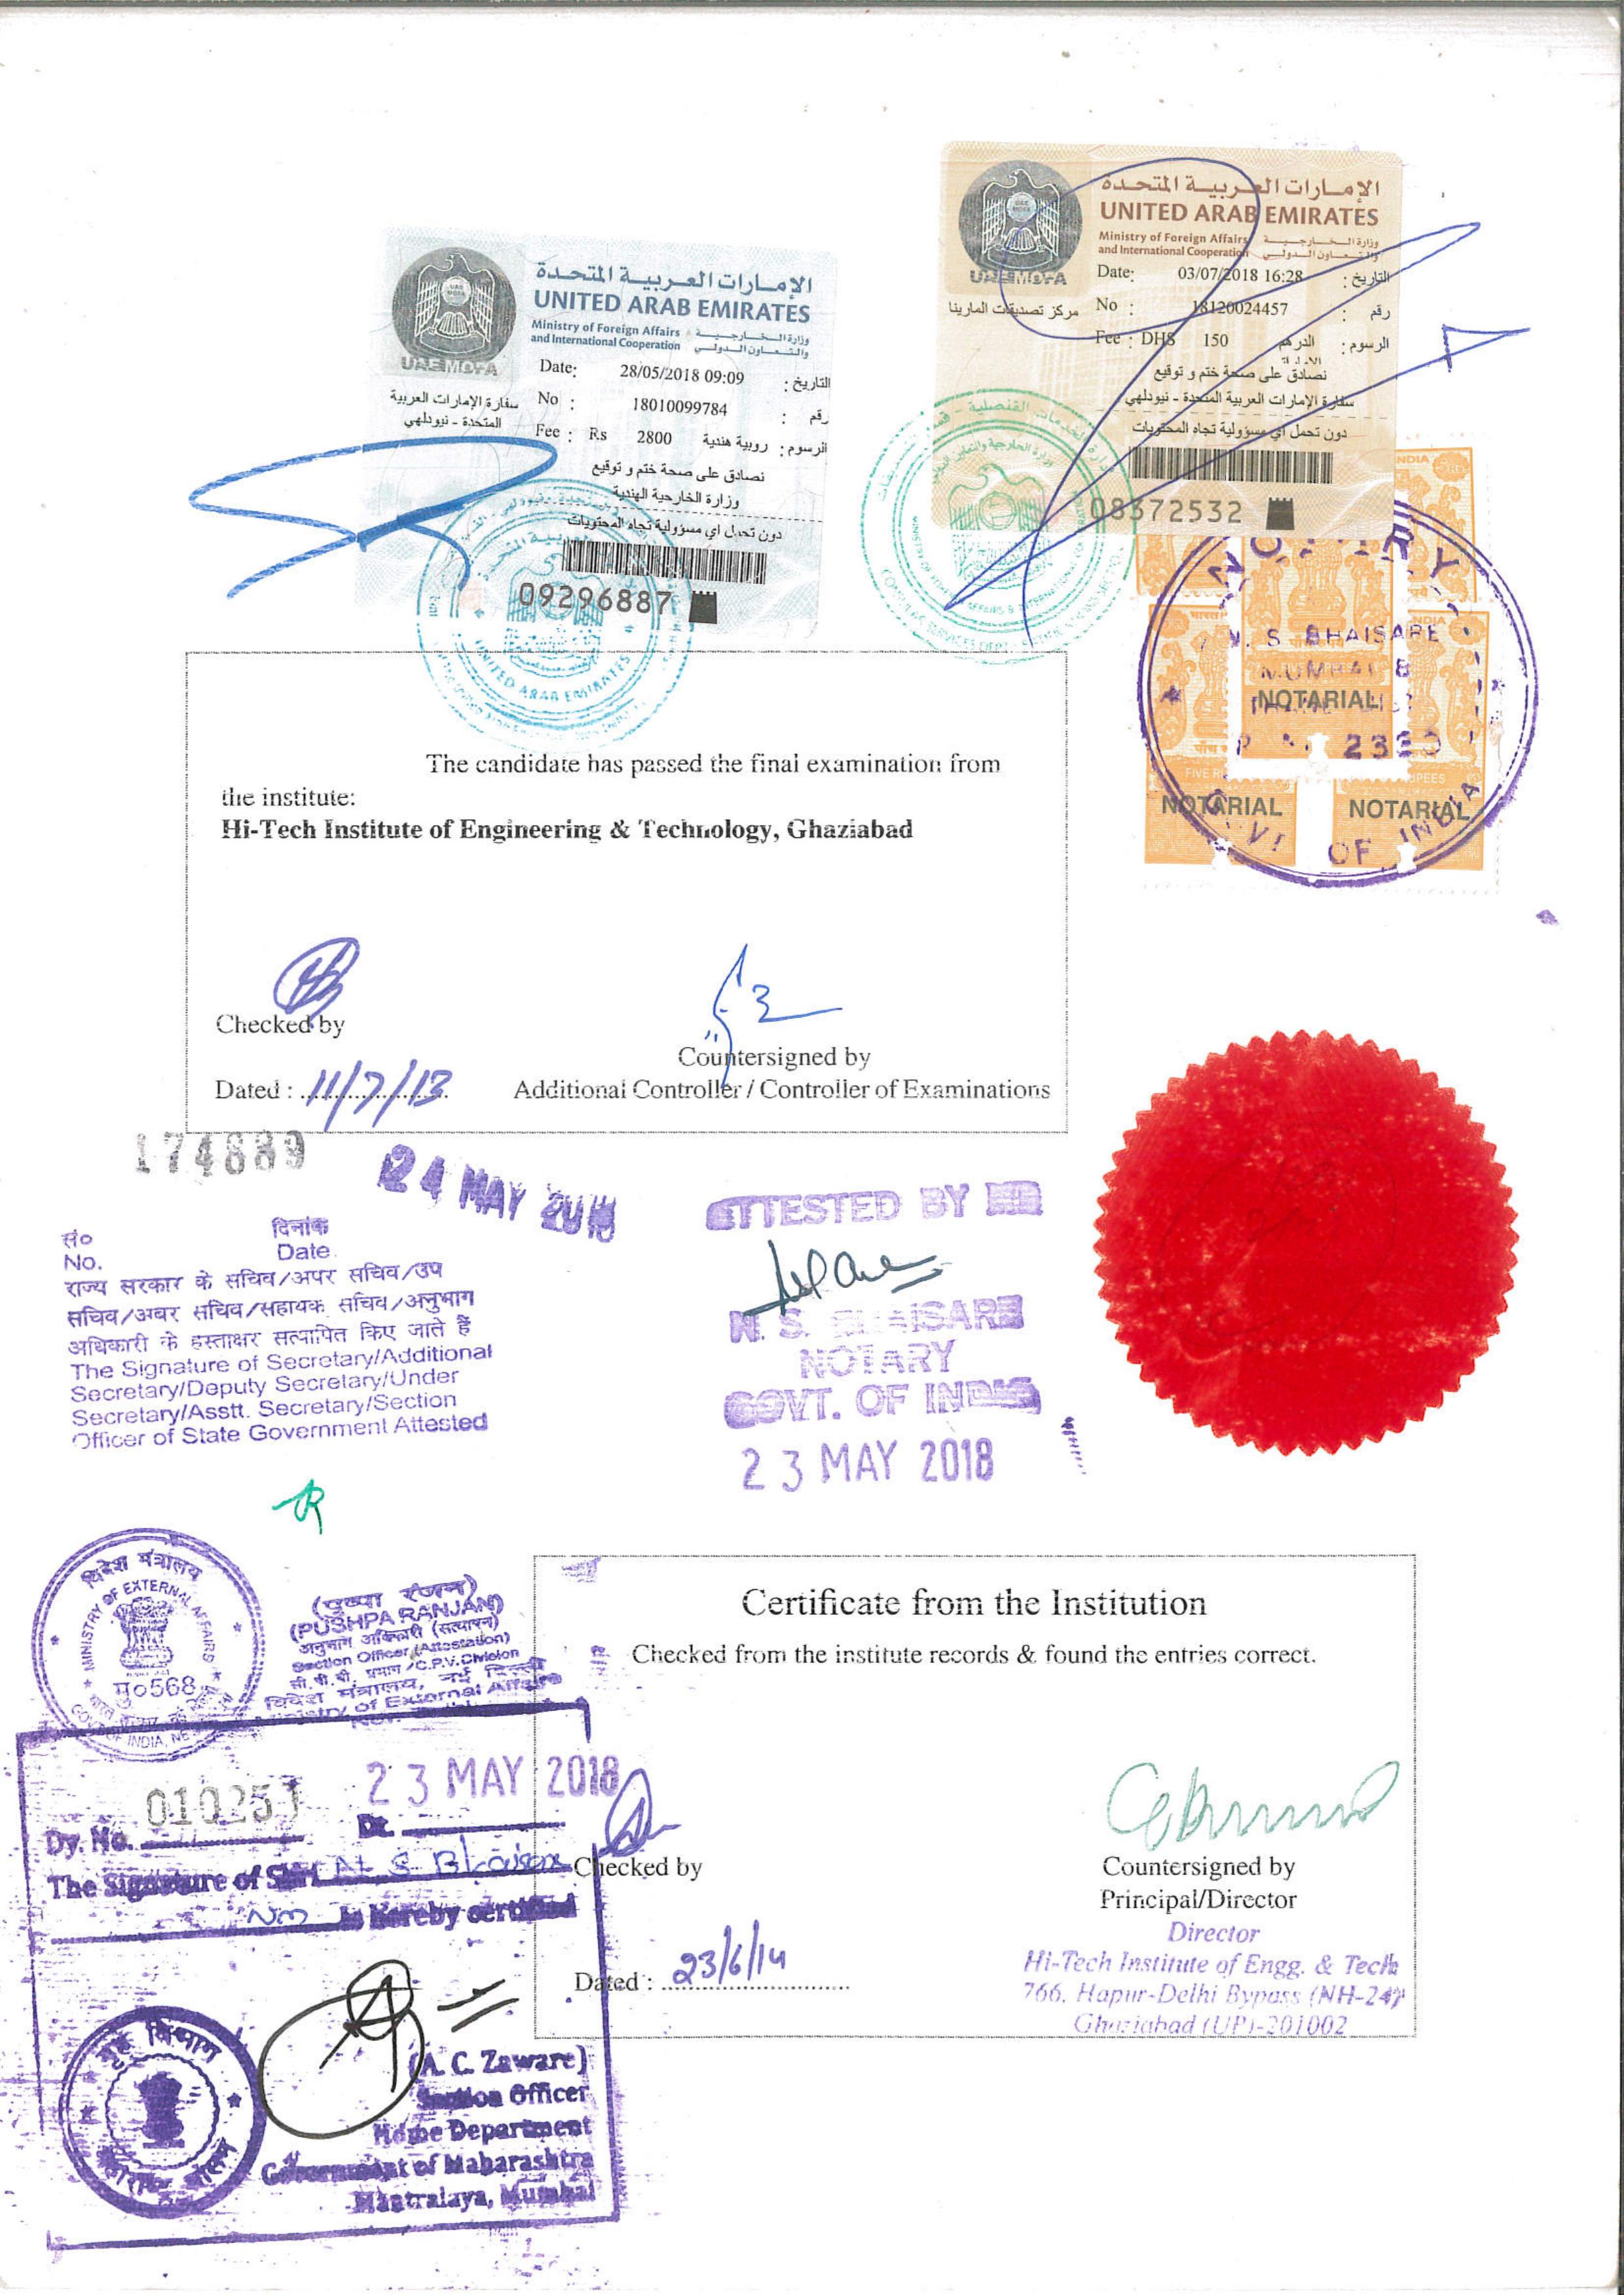 الإمارات العربية المتحدة
UNITED ARAB EMIRATES
Ministry of Foreign Affairs
and International Cooperation
وزارة الخارجية
والتعاون الدولي
UAE MOFA
Date: 28/05/2018 09:09 التاريخ :
سفارة الإمارات العربية
المتحدة - نيودلهي
No : 18010099784 رقم :
Fee : Rs 2800 روبية هندية الرسوم :
نصادق على صحة ختم و توقيع
وزارة الخارجية الهندية
دون تحمل اي مسؤولية تجاه المحتويات
09296887
UNITED ARAB EMIRATES
الإمارات العربية المتحدة
UNITED ARAB EMIRATES
Ministry of Foreign Affairs
and International Cooperation
وزارة الخارجية
والتعاون الدولي
UAE MOFA
Date: 03/07/2018 16:28 التاريخ :
مركز تصديقات المارينا
No : 18120024457 رقم :
Fee : DHS 150 الدرهم الرسوم :
نصادق على صحة ختم و توقيع
سفارة الإمارات العربية المتحدة - نيودلهي
دون تحمل اي مسؤولية تجاه المحتويات
08372532
NOTARY
N. S. BHAISARE
MUMBAI
NOTARIAL
NOTARIAL NOTARIAL
OF INDIA
The candidate has passed the final examination from
the institute:
Hi-Tech Institute of Engineering & Technology, Ghaziabad
Checked by
Countersigned by
Dated : 11/7/13
Additional Controller / Controller of Examinations
174889
24 MAY 2018
सं०
No.
दिनांक
Date
राज्य सरकार के सचिव/अपर सचिव/उप
सचिव/अवर सचिव/सहायक सचिव/अनुभाग
अधिकारी के हस्ताक्षर सत्यापित किए जाते हैं
The Signature of Secretary/Additional
Secretary/Deputy Secretary/Under
Secretary/Asstt. Secretary/Section
Officer of State Government Attested
ATTESTED BY ME
N. S. BHAISARE
NOTARY
GOVT. OF INDIA
23 MAY 2018
विदेश मंत्रालय
MINISTRY OF EXTERNAL AFFAIRS
मु०568
(पुष्पा रंजन)
(PUSHPA RANJAN)
अनुभाग अधिकारी (सत्यापन)
Section Officer (Attestation)
सी. पी. वी. प्रभाग /C.P.V. Division
विदेश मंत्रालय, नई दिल्ली
Ministry of External Affairs
Certificate from the Institution
Checked from the institute records & found the entries correct.
23 MAY 2018
Dy. No. 010251 Dt.
The Signature of Shri N S Bhaisare
is hereby certified
Checked by
Countersigned by
Principal/Director
Director
Hi-Tech Institute of Engg. & Tech.
766, Hapur-Delhi Bypass (NH-24)
Ghaziabad (UP)-201002
Dated : 23/6/14
गृह विभाग
(A. C. Zaware)
Section Officer
Home Department
Government of Maharashtra
Mantralaya, Mumbai